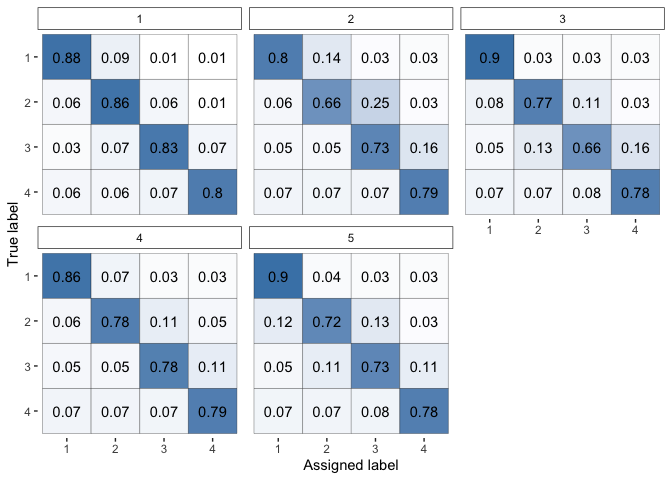 1 2 3
1 0.88 0.09 0.01 0.01 0.8 0.14 0.03 0.03 0.9 0.03 0.03 0.03
2 0.06 0.86 0.06 0.01 0.06 0.66 0.25 0.03 0.08 0.77 0.11 0.03
3 0.03 0.07 0.83 0.07 0.05 0.05 0.73 0.16 0.05 0.13 0.66 0.16
4 0.06 0.06 0.07 0.8 0.07 0.07 0.07 0.79 0.07 0.07 0.08 0.78
1 2 3 4
True label
4 5
1 0.86 0.07 0.03 0.03 0.9 0.04 0.03 0.03
2 0.06 0.78 0.11 0.05 0.12 0.72 0.13 0.03
3 0.05 0.05 0.78 0.11 0.05 0.11 0.73 0.11
4 0.07 0.07 0.07 0.79 0.07 0.07 0.08 0.78
1 2 3 4 1 2 3 4
Assigned label